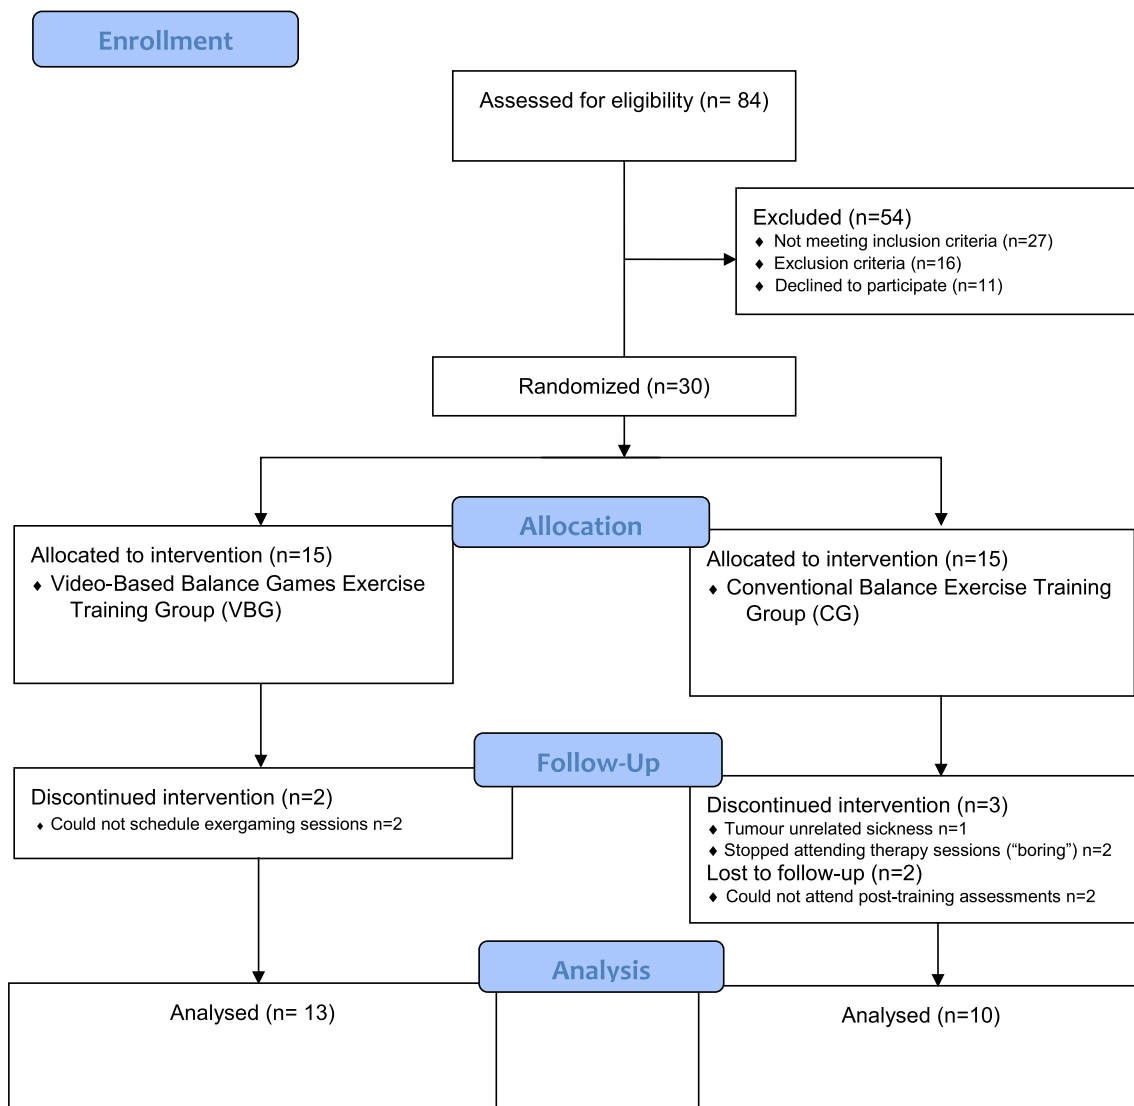 Enrollment
Assessed for eligibility (n= 84)
Excluded (n=54)
♦ Not meeting inclusion criteria (n=27)
♦ Exclusion criteria (n=16)
♦ Declined to participate (n=11)
Randomized (n=30)
Allocation
Allocated to intervention (n=15)
♦ Video-Based Balance Games Exercise
Training Group (VBG)
Allocated to intervention (n=15)
♦ Conventional Balance Exercise Training
Group (CG)
Follow-Up
Discontinued intervention (n=2)
♦ Could not schedule exergaming sessions n=2
Discontinued intervention (n=3)
♦ Tumour unrelated sickness n=1
♦ Stopped attending therapy sessions (“boring”) n=2
Lost to follow-up (n=2)
♦ Could not attend post-training assessments n=2
Analysis
Analysed (n= 13)
Analysed (n=10)